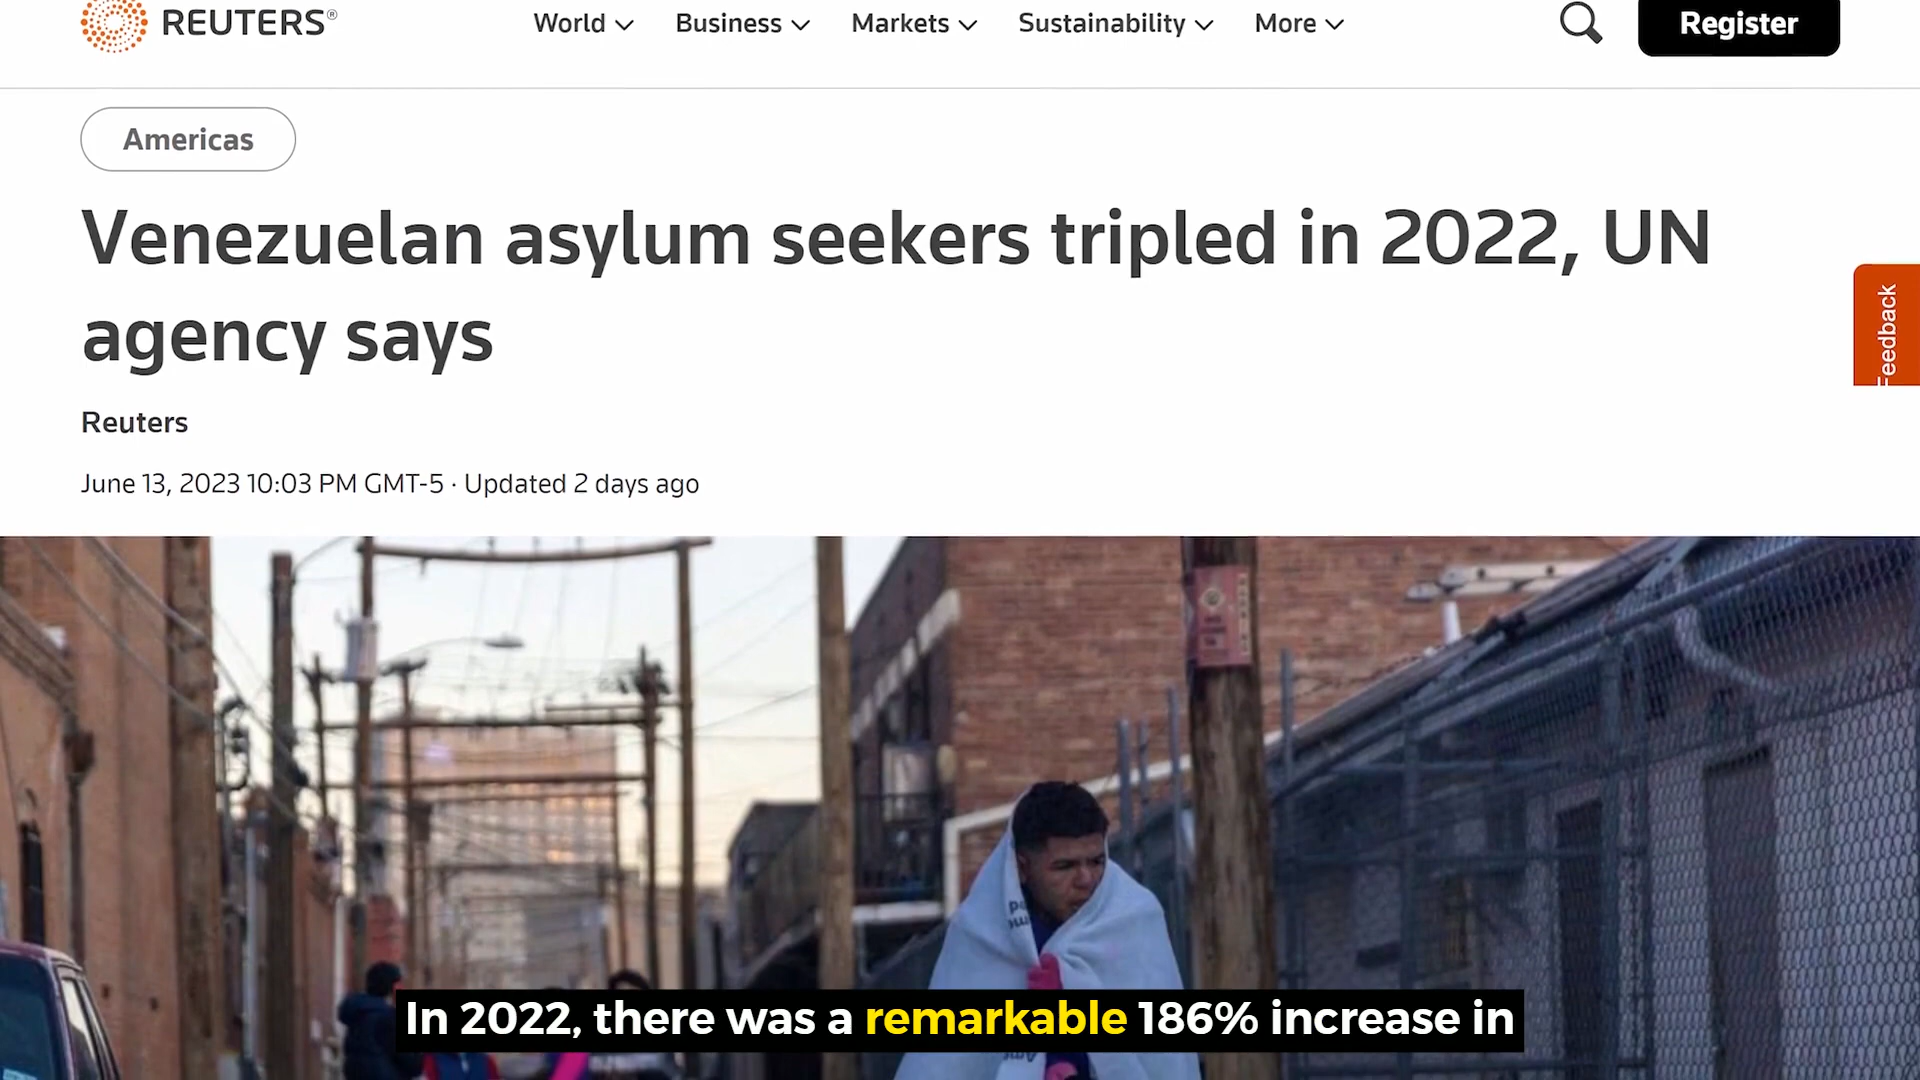 REUTERS®
World
Business
Markets
Sustainability
More
Register
Americas
Venezuelan asylum seekers tripled in 2022, UN
agency says
Feedback
Reuters
June 13, 2023 10:03 PM GMT-5 · Updated 2 days ago
In 2022, there was a remarkable 186% increase in